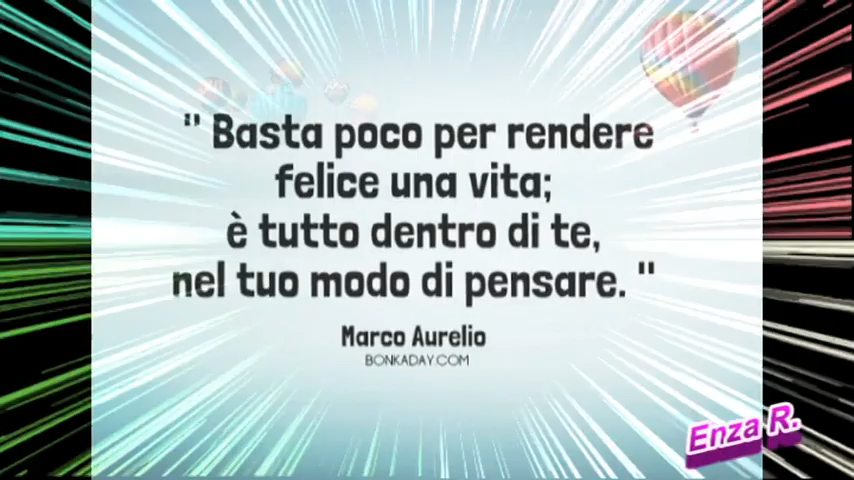 " Basta poco per rendere
felice una vita;
è tutto dentro di te,
nel tuo modo di pensare. "
Marco Aurelio
BONKADAY.COM
Enza R.